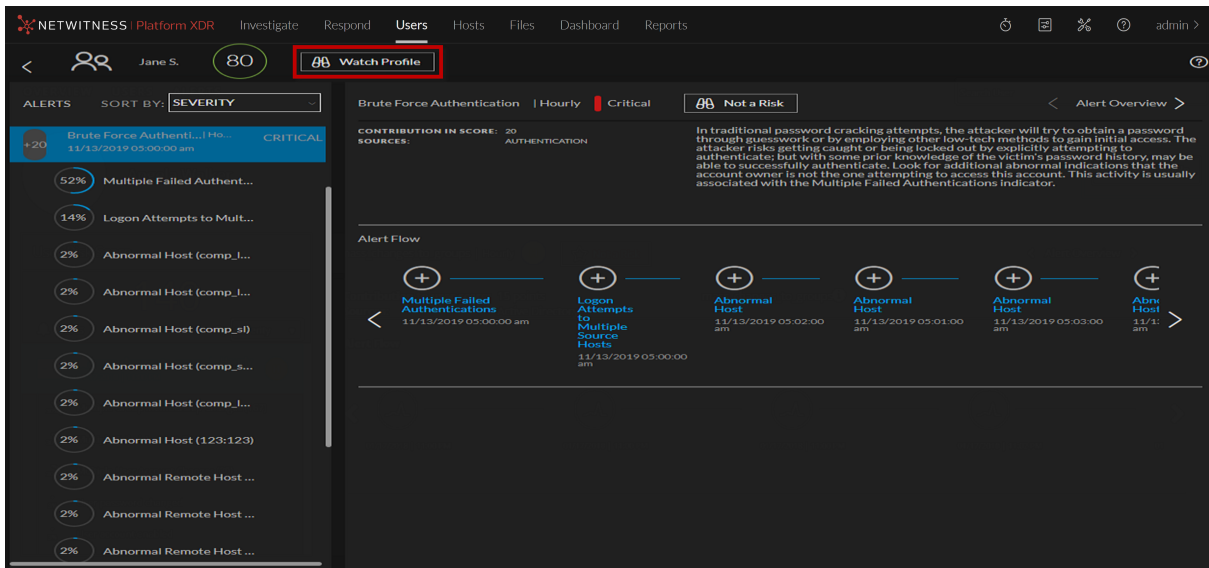 NETWITNESS | Platform XDR Investigate Respond Users Hosts Files Dashboard Reports admin >
Jane S. 80 Watch Profile
ALERTS SORT BY: SEVERITY
+20 Brute Force Authenti...| Ho... CRITICAL
11/13/2019 05:00:00 am
52% Multiple Failed Authent...
14% Logon Attempts to Mult...
2% Abnormal Host (comp_l...
2% Abnormal Host (comp_l...
2% Abnormal Host (comp_sl)
2% Abnormal Host (comp_s...
2% Abnormal Host (comp_l...
2% Abnormal Host (123:123)
2% Abnormal Remote Host ...
2% Abnormal Remote Host ...
2% Abnormal Remote Host ...
Brute Force Authentication | Hourly Critical Not a Risk < Alert Overview >
CONTRIBUTION IN SCORE: 20
SOURCES: AUTHENTICATION
In traditional password cracking attempts, the attacker will try to obtain a password
through guesswork or by employing other low-tech methods to gain initial access. The
attacker risks getting caught or being locked out by explicitly attempting to
authenticate; but with some prior knowledge of the victim's password history, may be
able to successfully authenticate. Look for additional abnormal indications that the
account owner is not the one attempting to access this account. This activity is usually
associated with the Multiple Failed Authentications indicator.
Alert Flow
Multiple Failed
Authentications
11/13/2019 05:00:00 am
Logon
Attempts
to
Multiple
Source
Hosts
11/13/2019 05:00:00
am
Abnormal
Host
11/13/2019 05:02:00
am
Abnormal
Host
11/13/2019 05:01:00
am
Abnormal
Host
11/13/2019 05:03:00
am
Host
am